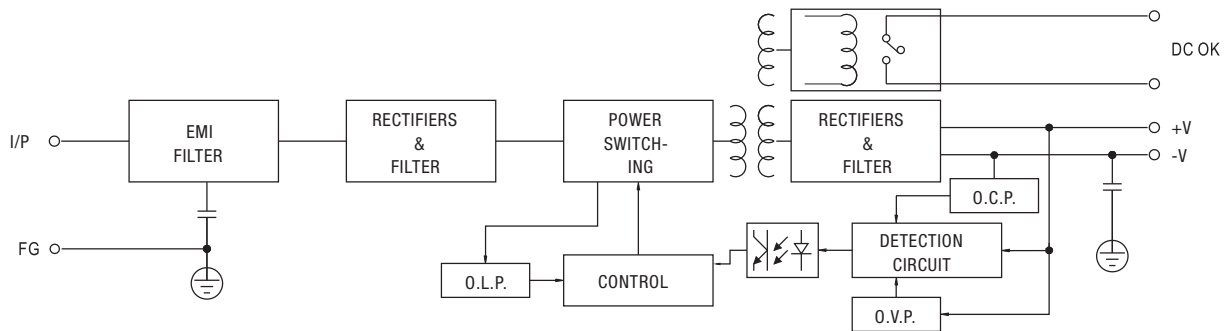 DC OK
I/P
EMI
FILTER
RECTIFIERS
&
FILTER
POWER
SWITCH-
ING
RECTIFIERS
&
FILTER
+V
-V
O.C.P.
FG
O.L.P.
CONTROL
DETECTION
CIRCUIT
O.V.P.